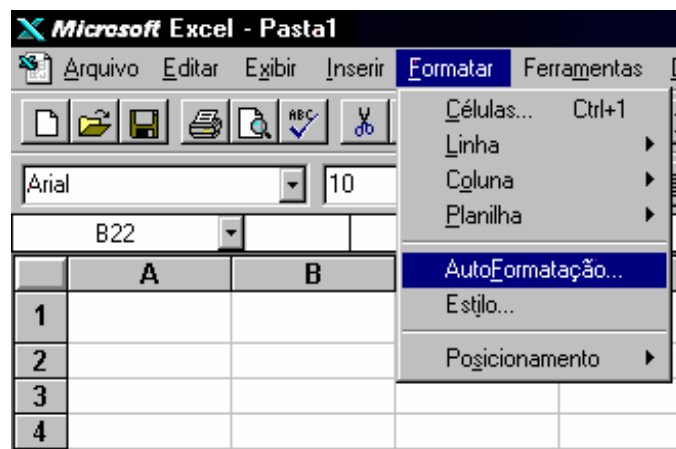 Microsoft Excel - Pasta1
Arquivo Editar Exibir Inserir Formatar Ferramentas
ABC
Células... Ctrl+1
Linha
Coluna
Planilha
AutoFormatação...
Estilo...
Posicionamento
Arial 10
B22
A B
1
2
3
4